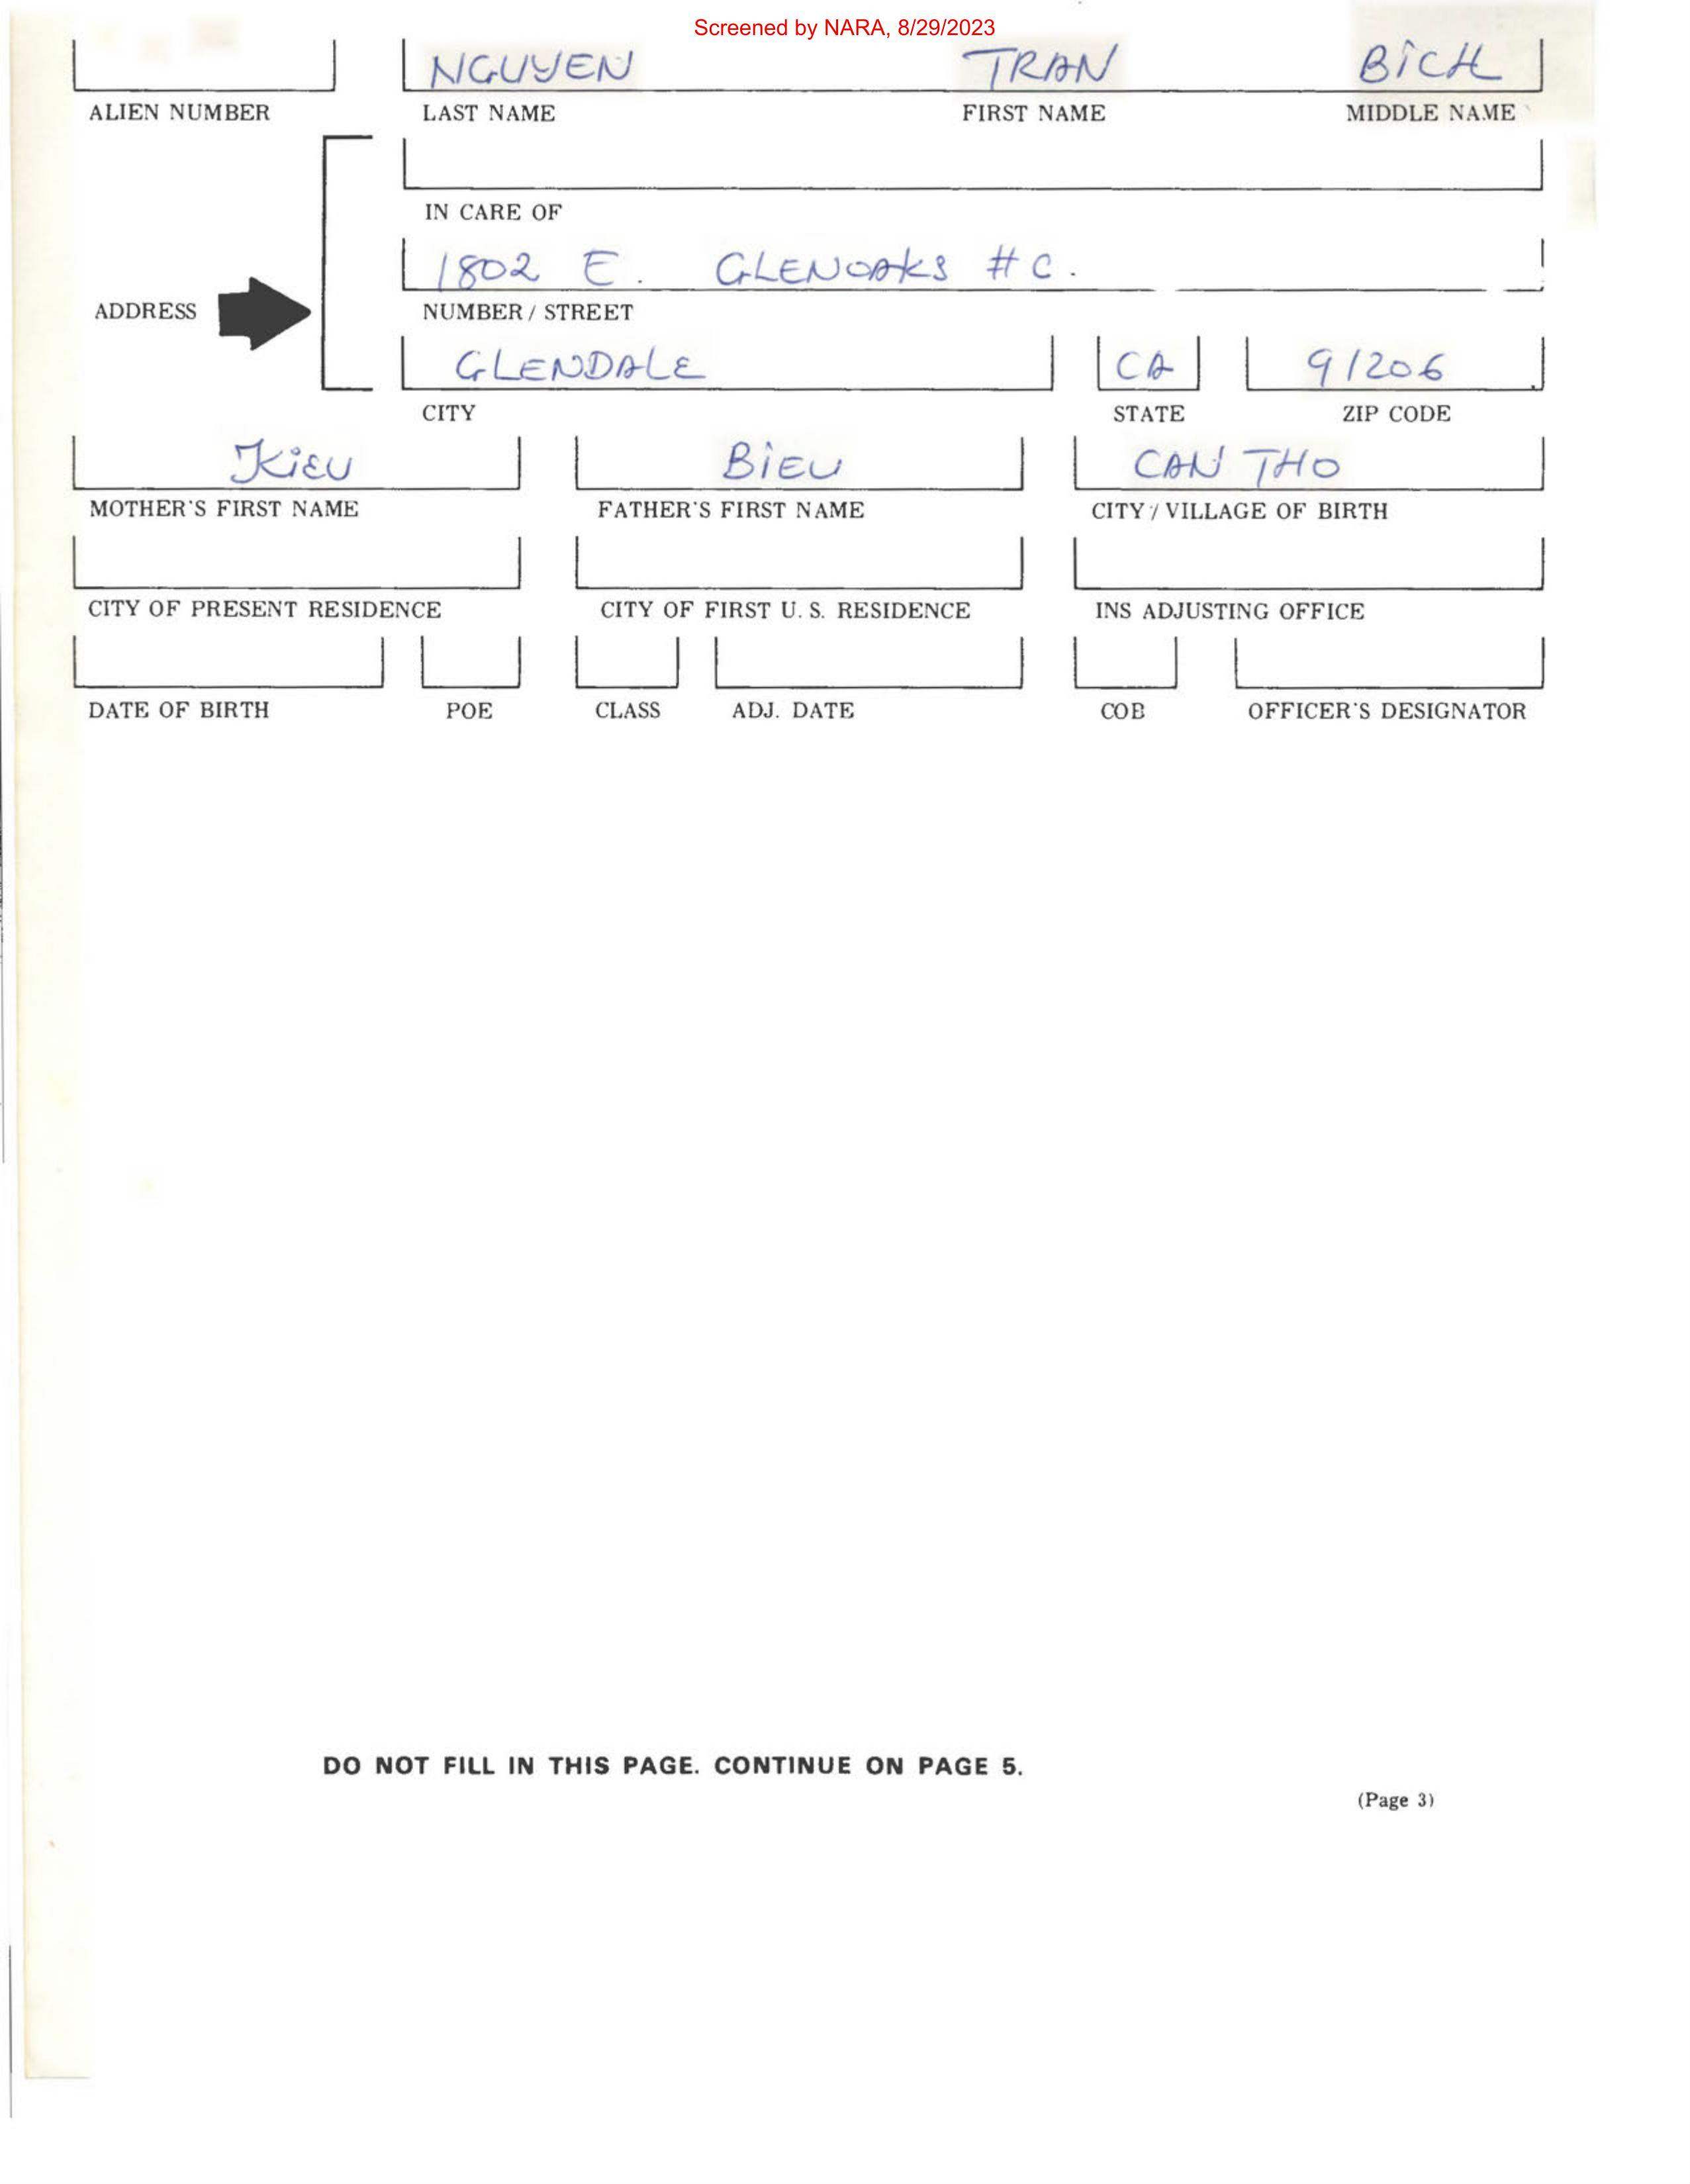 Screened by NARA, 8/29/2023
NGUYEN TRAN BiCH
ALIEN NUMBER LAST NAME FIRST NAME MIDDLE NAME
IN CARE OF
1802 E. GLENOAKS #C.
ADDRESS NUMBER / STREET
GLENDALE CA 91206
CITY STATE ZIP CODE
KiEU BiEU CAN THO
MOTHER'S FIRST NAME FATHER'S FIRST NAME CITY / VILLAGE OF BIRTH
CITY OF PRESENT RESIDENCE CITY OF FIRST U. S. RESIDENCE INS ADJUSTING OFFICE
DATE OF BIRTH POE CLASS ADJ. DATE COB OFFICER'S DESIGNATOR
DO NOT FILL IN THIS PAGE. CONTINUE ON PAGE 5.
(Page 3)